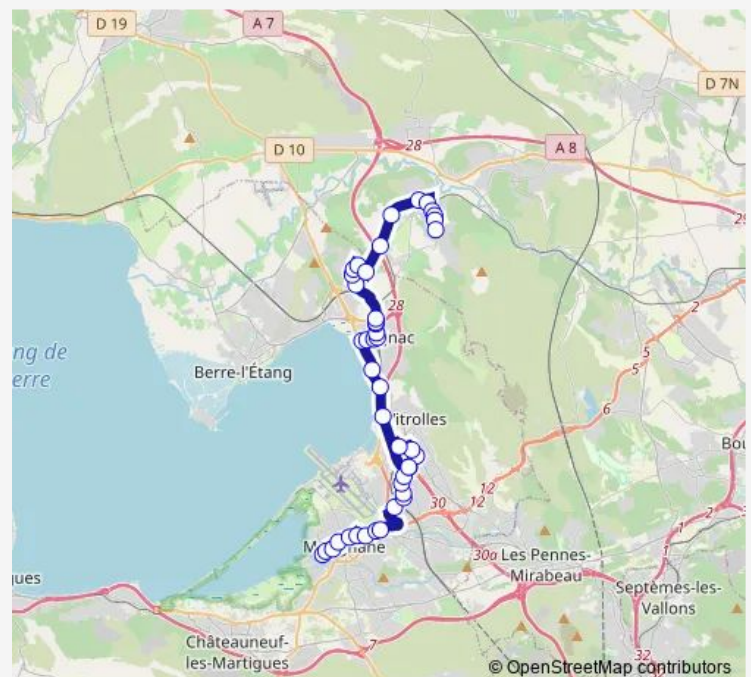 D 19
A 7
D 7N
28
A 8
D 10
29
28
nac
ng de
erre
Berre-l'Étang
2
5
5
6
itrolles
Bou
12
12
30
2
1
1
30a
Les Pennes-
Mirabeau
M
nane
gues
Septèmes-les-
Vallons
Châteauneuf-
les-Martigues
7
32
© OpenStreetMap contributors